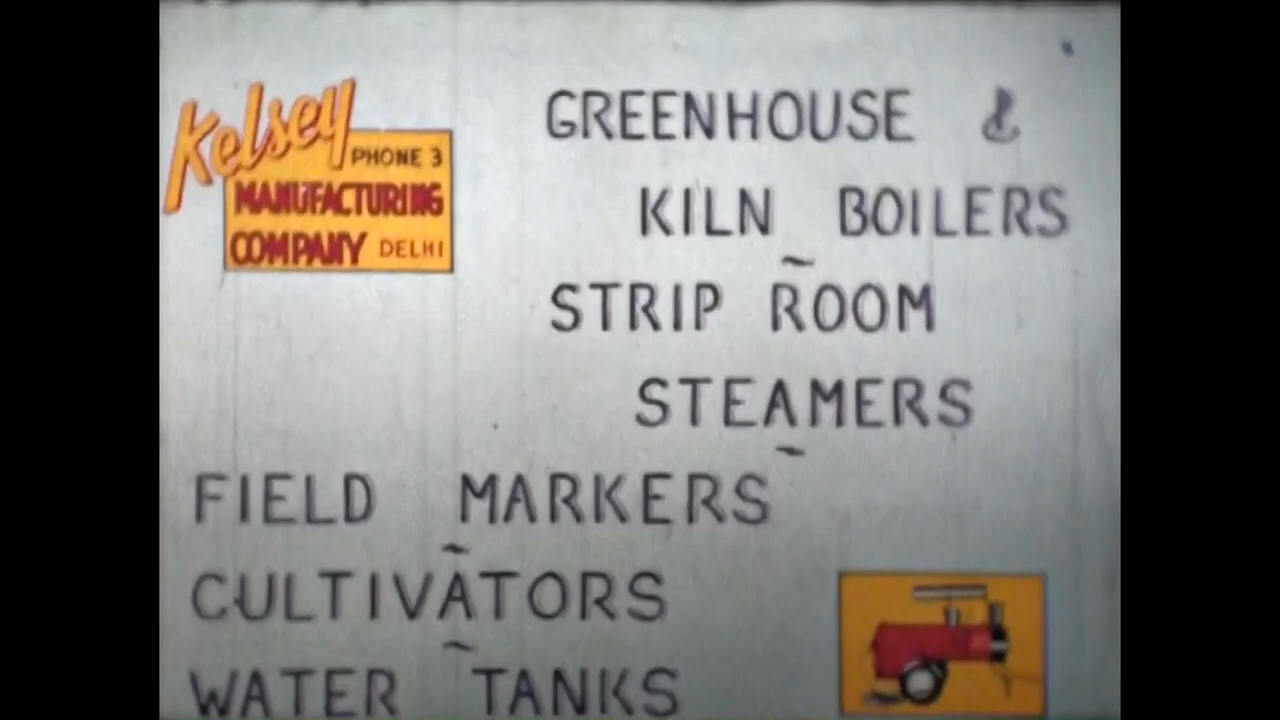 Kelsey
PHONE 3
MANUFACTURING
COMPANY DELHI
GREENHOUSE &
KILN BOILERS
~
STRIP ROOM
STEAMERS
~
FIELD MARKERS
~
CULTIVATORS
~
WATER TANKS